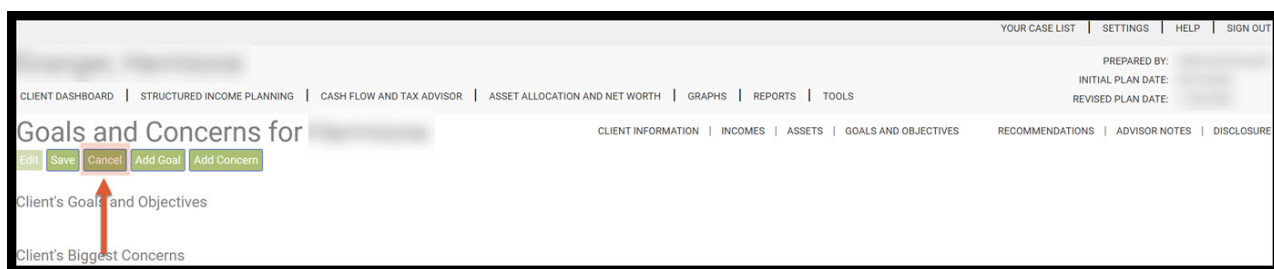 YOUR CASE LIST | SETTINGS | HELP | SIGN OUT
PREPARED BY:
INITIAL PLAN DATE:
CLIENT DASHBOARD | STRUCTURED INCOME PLANNING | CASH FLOW AND TAX ADVISOR | ASSET ALLOCATION AND NET WORTH | GRAPHS | REPORTS | TOOLS
REVISED PLAN DATE:
Goals and Concerns for
CLIENT INFORMATION | INCOMES | ASSETS | GOALS AND OBJECTIVES RECOMMENDATIONS | ADVISOR NOTES | DISCLOSURE
Edit Save Cancel Add Goal Add Concern
Client's Goals and Objectives
Client's Biggest Concerns